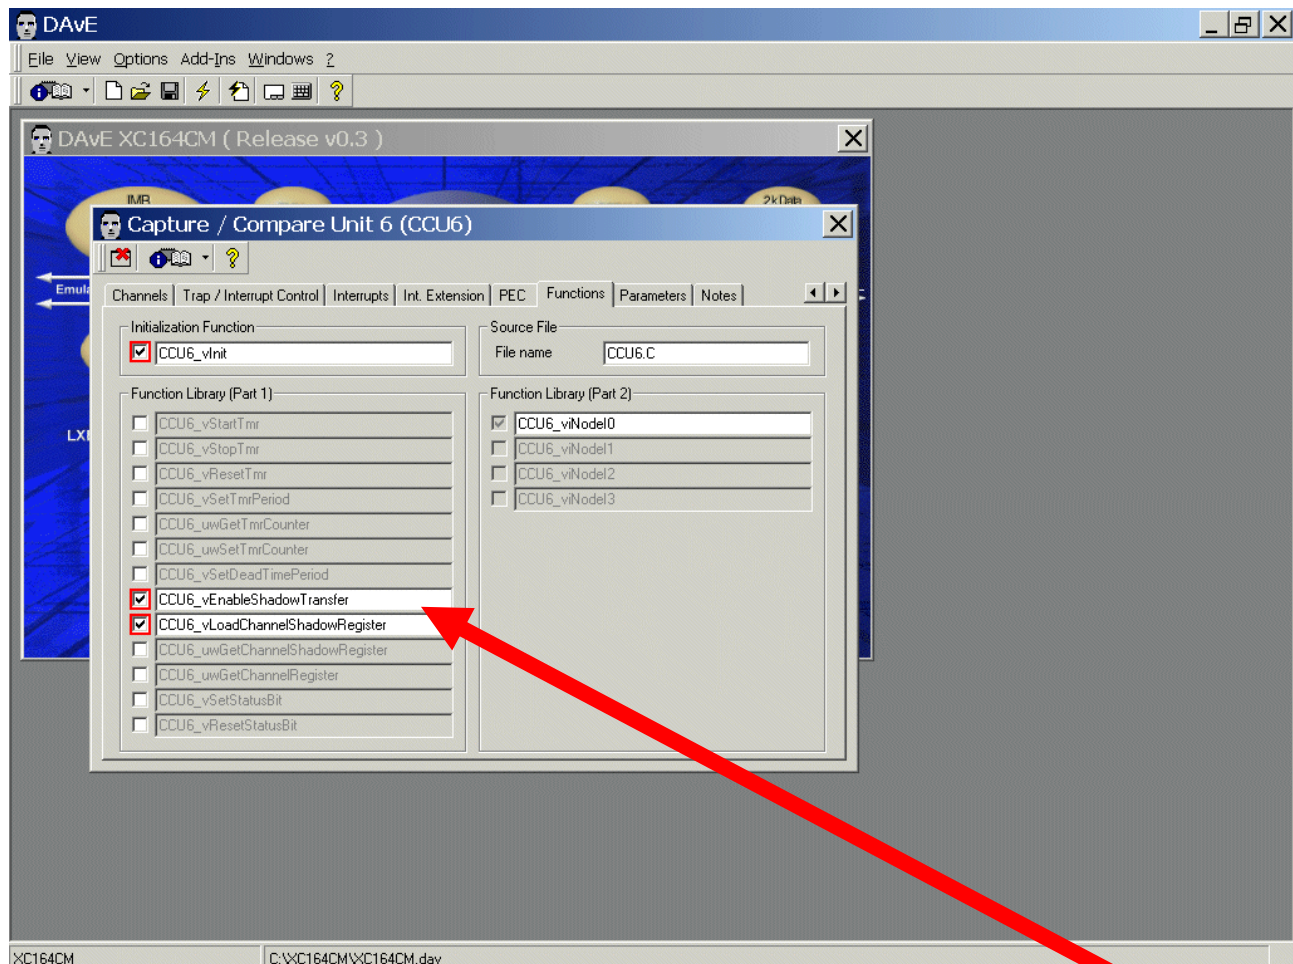 DAvE
File View Options Add-Ins Windows ?
DAvE XC164CM ( Release v0.3 )
IMB
2kData
Capture / Compare Unit 6 (CCU6)
Emula
Channels Trap / Interrupt Control Interrupts Int. Extension PEC Functions Parameters Notes
Initialization Function
CCU6_vInit
Source File
File name CCU6.C
Function Library (Part 1)
CCU6_vStartTmr
CCU6_vStopTmr
CCU6_vResetTmr
CCU6_vSetTmrPeriod
CCU6_uwGetTmrCounter
CCU6_uwSetTmrCounter
CCU6_vSetDeadTimePeriod
CCU6_vEnableShadowTransfer
CCU6_vLoadChannelShadowRegister
CCU6_uwGetChannelShadowRegister
CCU6_uwGetChannelRegister
CCU6_vSetStatusBit
CCU6_vResetStatusBit
Function Library (Part 2)
CCU6_viNodeI0
CCU6_viNodeI1
CCU6_viNodeI2
CCU6_viNodeI3
XC164CM
C:\XC164CM\XC164CM.dav